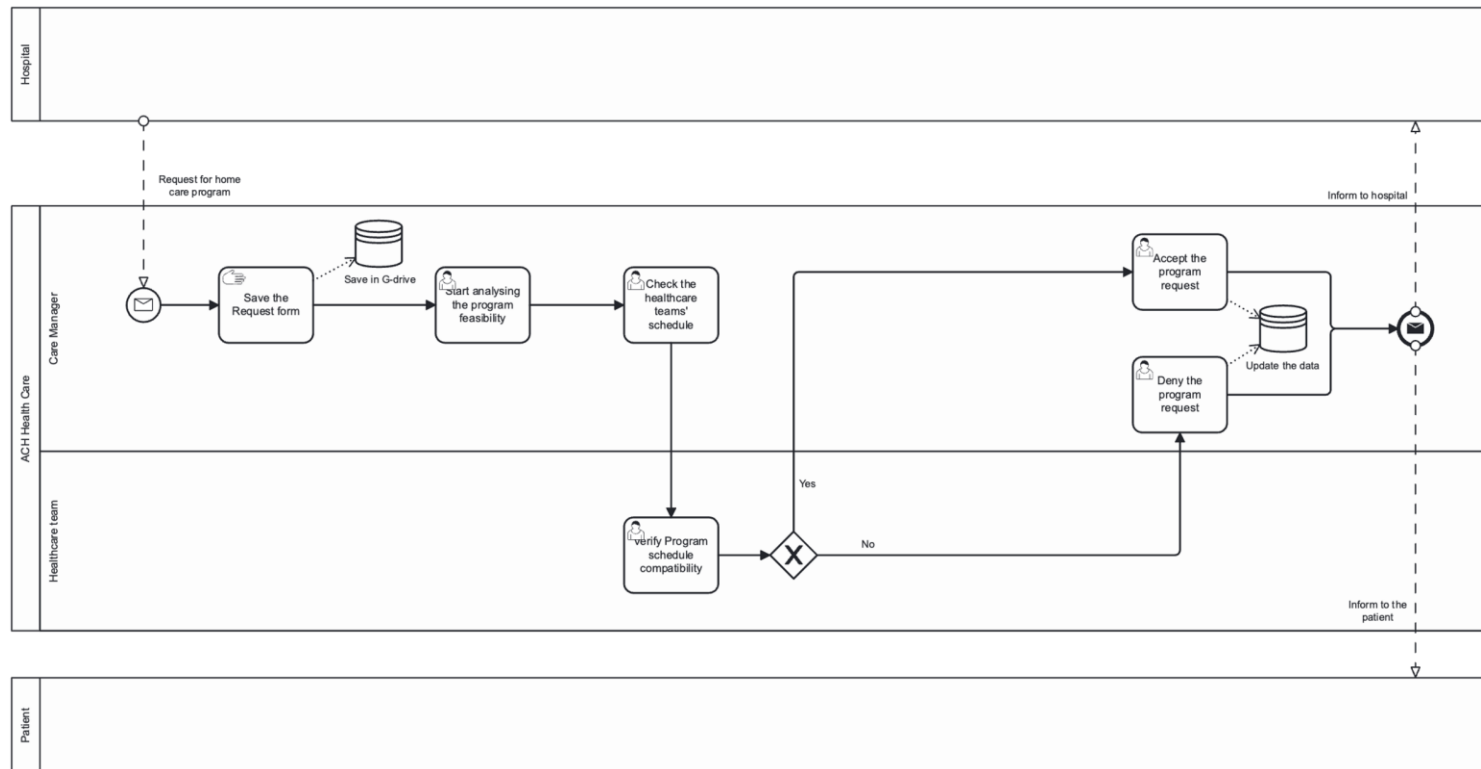 Hospital
Request for home
care program
Inform to hospital
ACH Health Care
Care Manager
Save the
Request form
Save in G-drive
Start analysing
the program
feasibility
Check the
healthcare
teams'
schedule
Accept the
program
request
Update the data
Deny the
program
request
Healthcare team
Verify Program
schedule
compatibility
Yes
No
Inform to the
patient
Patient